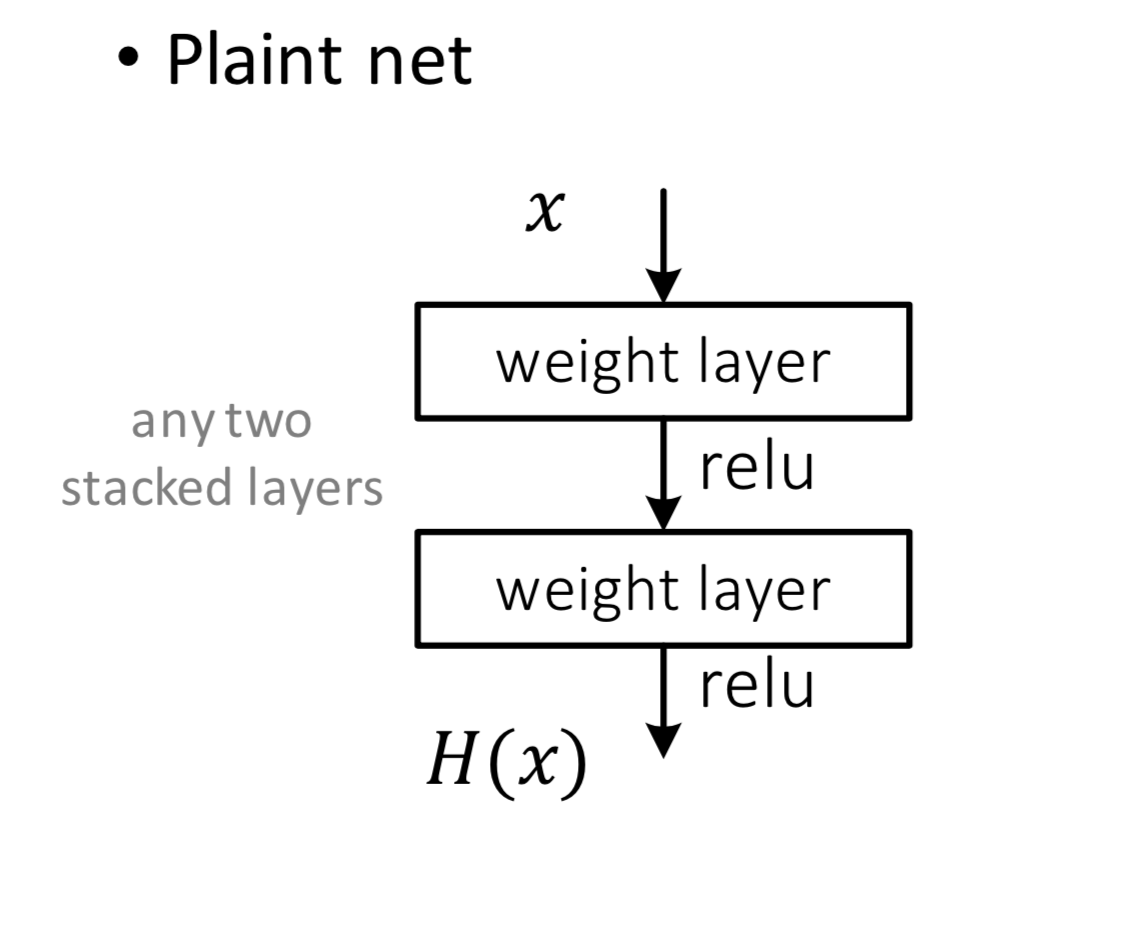 • Plaint net
x
weight layer
any two
stacked layers
relu
weight layer
relu
H(x)